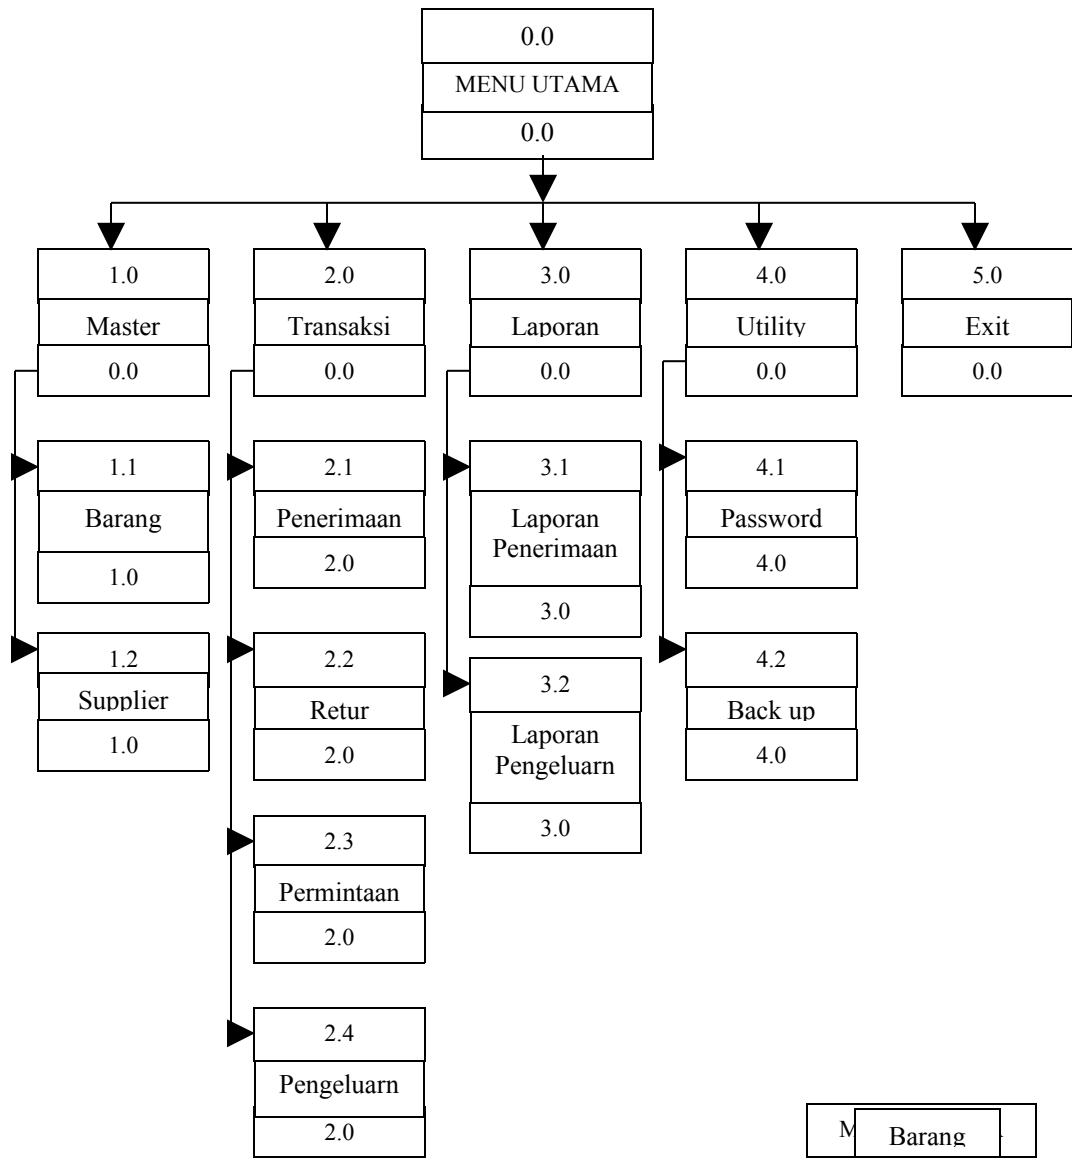 0.0
MENU UTAMA
0.0
1.0
Master
0.0
2.0
Transaksi
0.0
3.0
Laporan
0.0
4.0
Utility
0.0
5.0
Exit
0.0
1.1
Barang
1.0
1.2
Supplier
1.0
2.1
Penerimaan
2.0
2.2
Retur
2.0
2.3
Permintaan
2.0
2.4
Pengeluarn
2.0
3.1
Laporan
Penerimaan
3.0
3.2
Laporan
Pengeluarn
3.0
4.1
Password
4.0
4.2
Back up
4.0
Barang